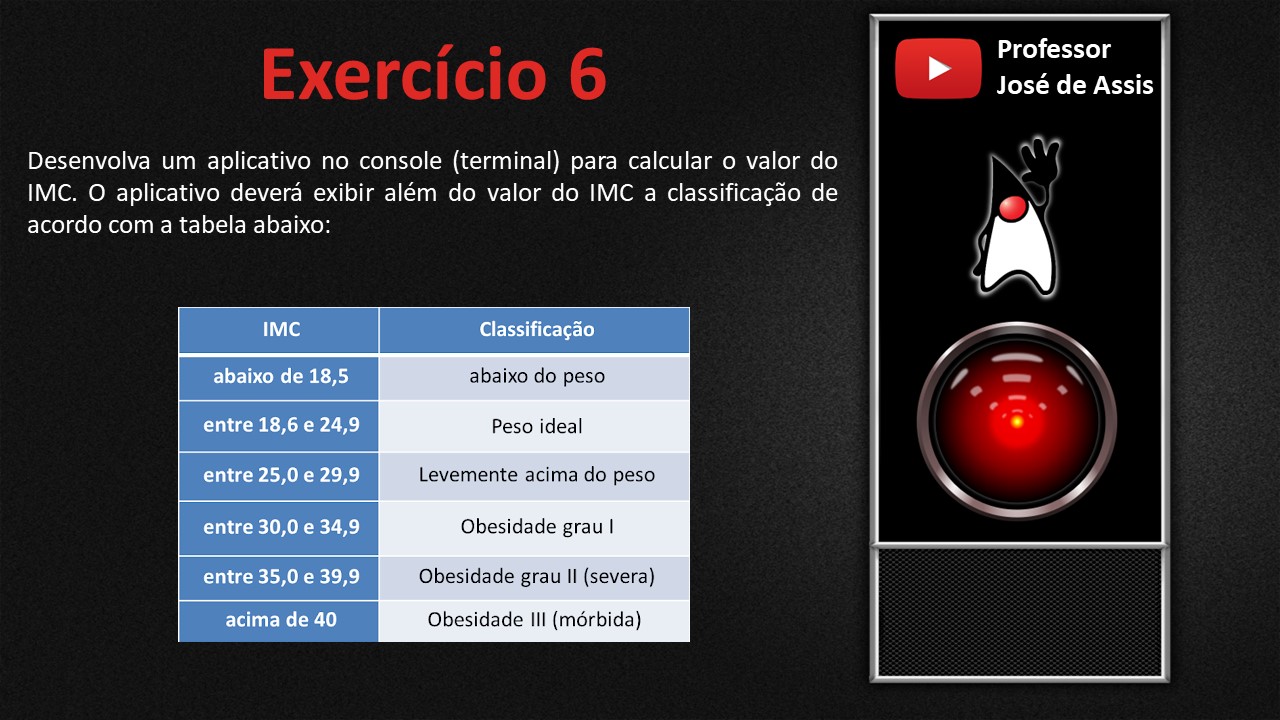 Exercício 6
Professor
José de Assis
Desenvolva um aplicativo no console (terminal) para calcular o valor do
IMC. O aplicativo deverá exibir além do valor do IMC a classificação de
acordo com a tabela abaixo:
IMC Classificação
abaixo de 18,5 abaixo do peso
entre 18,6 e 24,9 Peso ideal
entre 25,0 e 29,9 Levemente acima do peso
entre 30,0 e 34,9 Obesidade grau I
entre 35,0 e 39,9 Obesidade grau II (severa)
acima de 40 Obesidade III (mórbida)